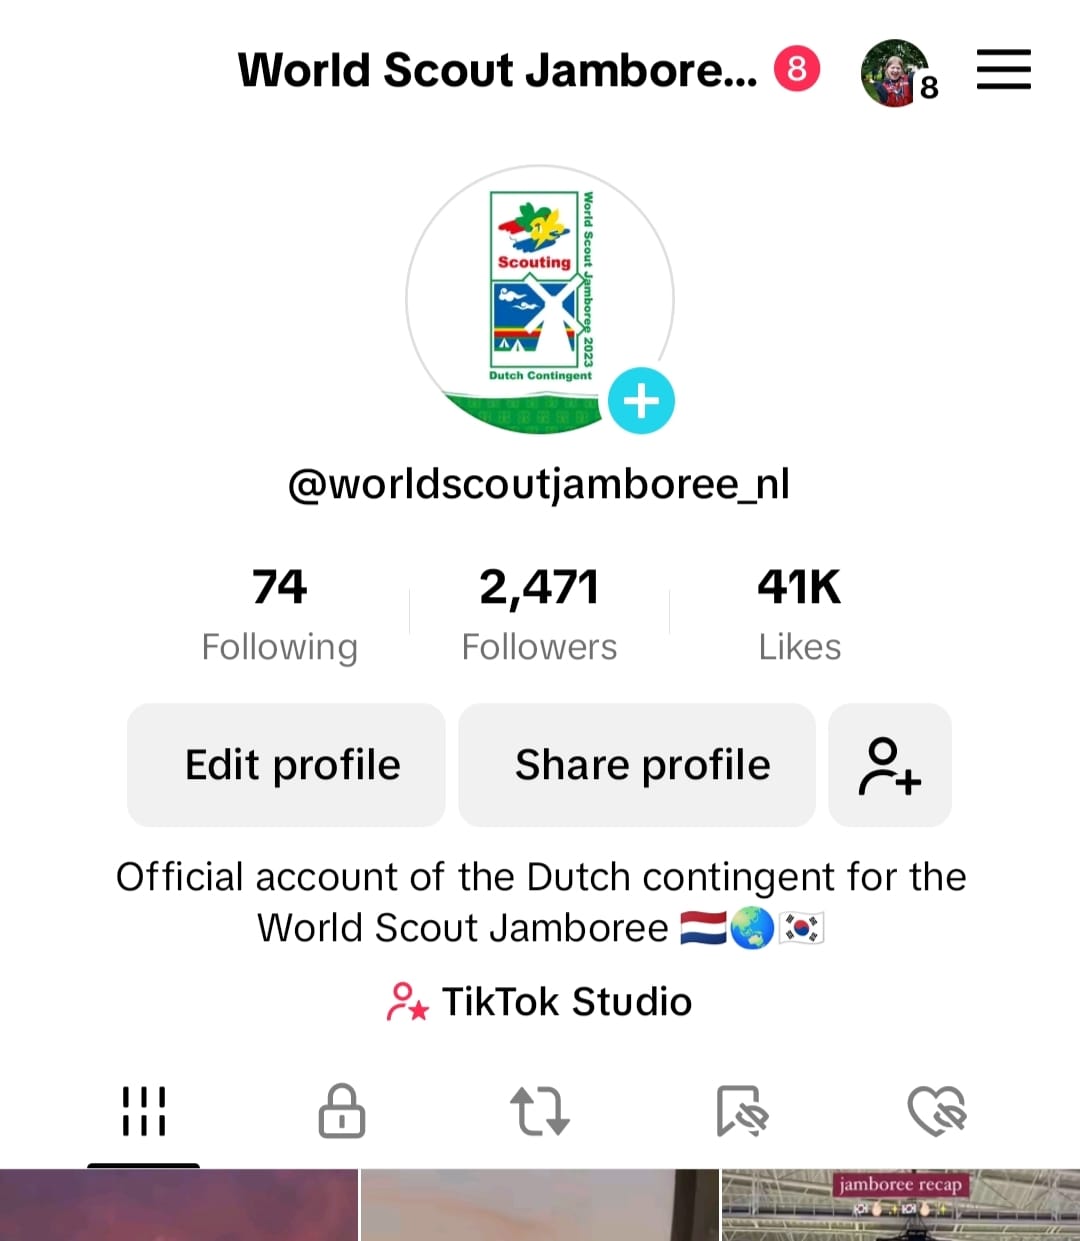 World Scout Jambore... 8 8
Scouting
World Scout Jamboree 2023
Dutch Contingent
@worldscoutjamboree_nl
74 2,471 41K
Following Followers Likes
Edit profile Share profile
Official account of the Dutch contingent for the
World Scout Jamboree 🇳🇱🌏🇰🇷
TikTok Studio
jamboree recap